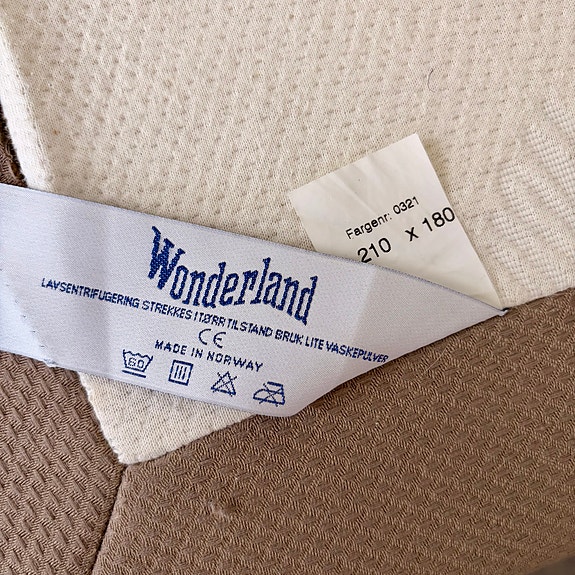 Fargenr: 0321
210 x 180
Wonderland
LAVSENTRIFUGERING STREKKES I TØRR TILSTAND BRUK LITE VASKEPULVER
CE
MADE IN NORWAY
60